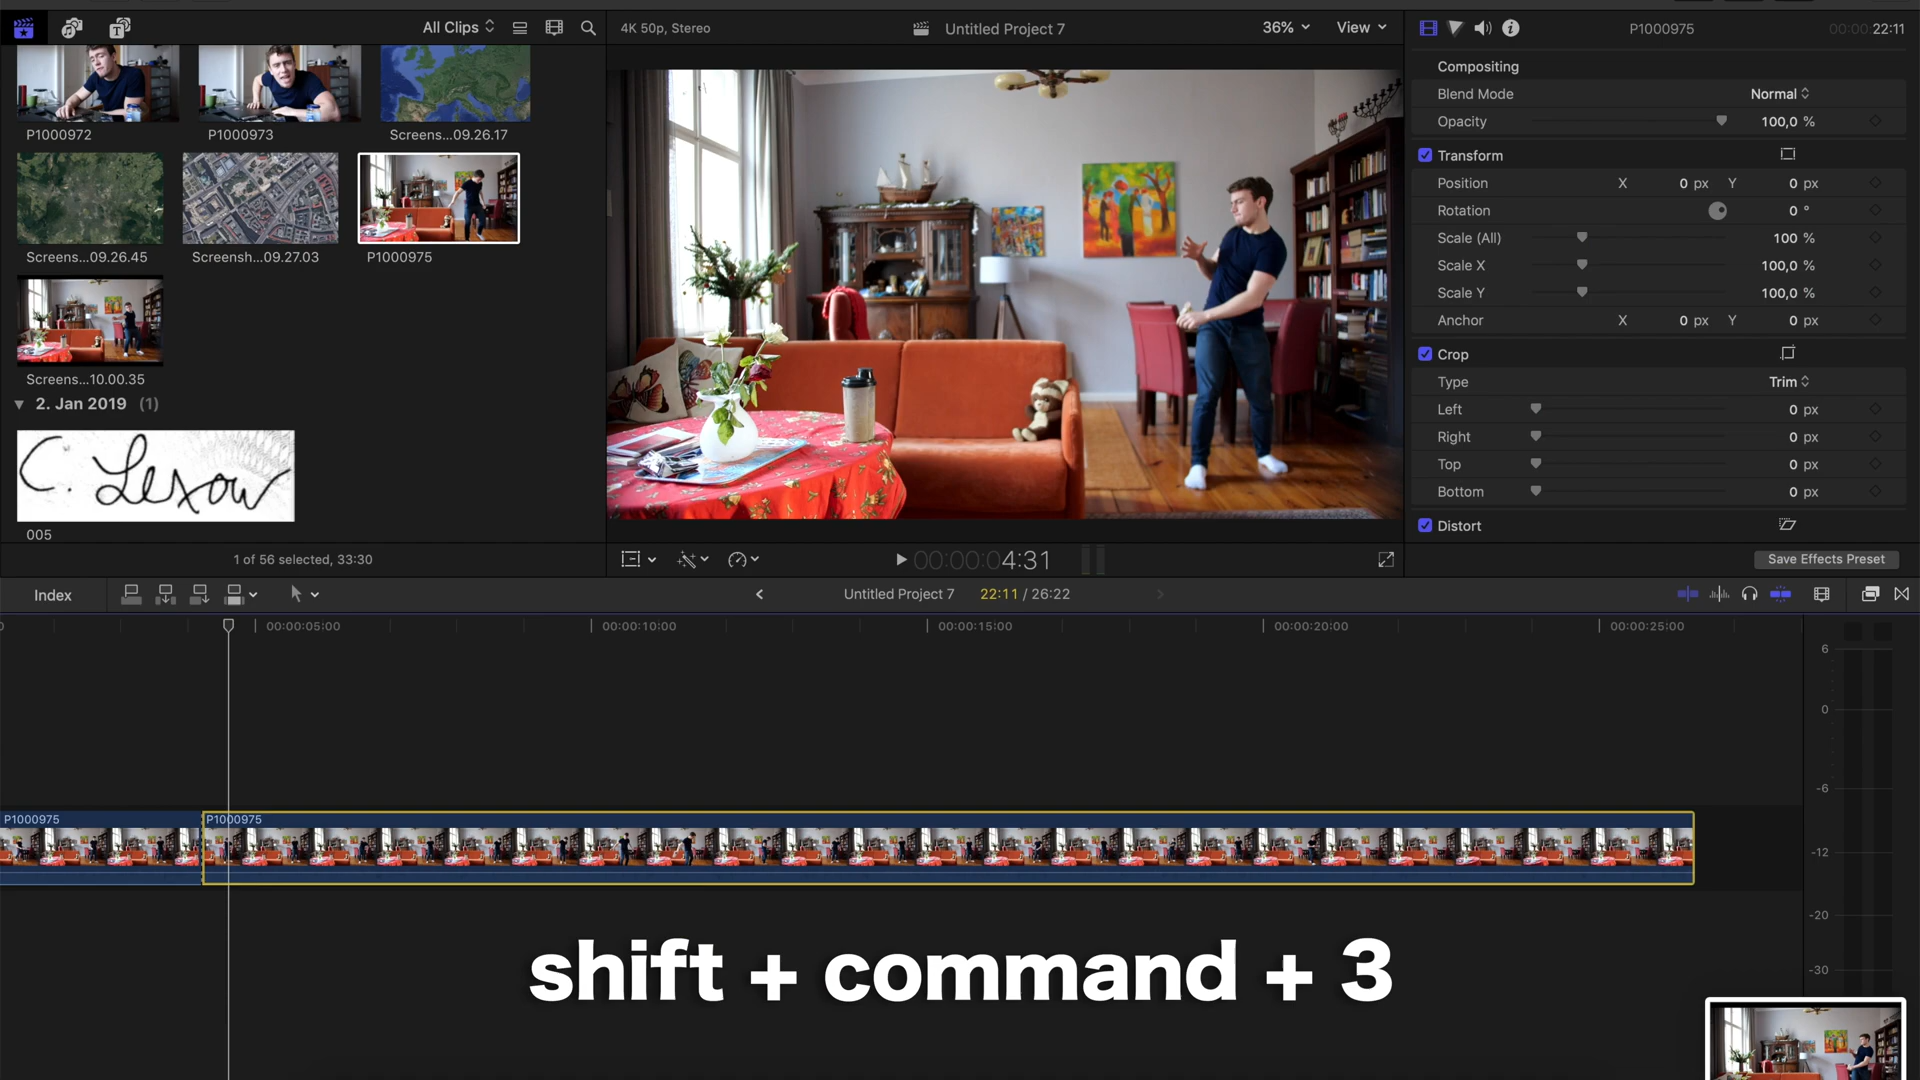 All Clips
4K 50p, Stereo
Untitled Project 7
36%
View
P1000975
00:00:22:11
P1000972
P1000973
Screens...09.26.17
Screens...09.26.45
Screensh...09.27.03
P1000975
Screens...10.00.35
2. Jan 2019 (1)
C. Lexow
005
1 of 56 selected, 33:30
00:00:04:31
Compositing
Blend Mode Normal
Opacity 100,0 %
Transform
Position X 0 px Y 0 px
Rotation 0 °
Scale (All) 100 %
Scale X 100,0 %
Scale Y 100,0 %
Anchor X 0 px Y 0 px
Crop
Type Trim
Left 0 px
Right 0 px
Top 0 px
Bottom 0 px
Distort
Save Effects Preset
Index
Untitled Project 7 22:11 / 26:22
00:00:05:00 00:00:10:00 00:00:15:00 00:00:20:00 00:00:25:00
6
0
-6
-12
-20
-30
P1000975 P1000975
shift + command + 3